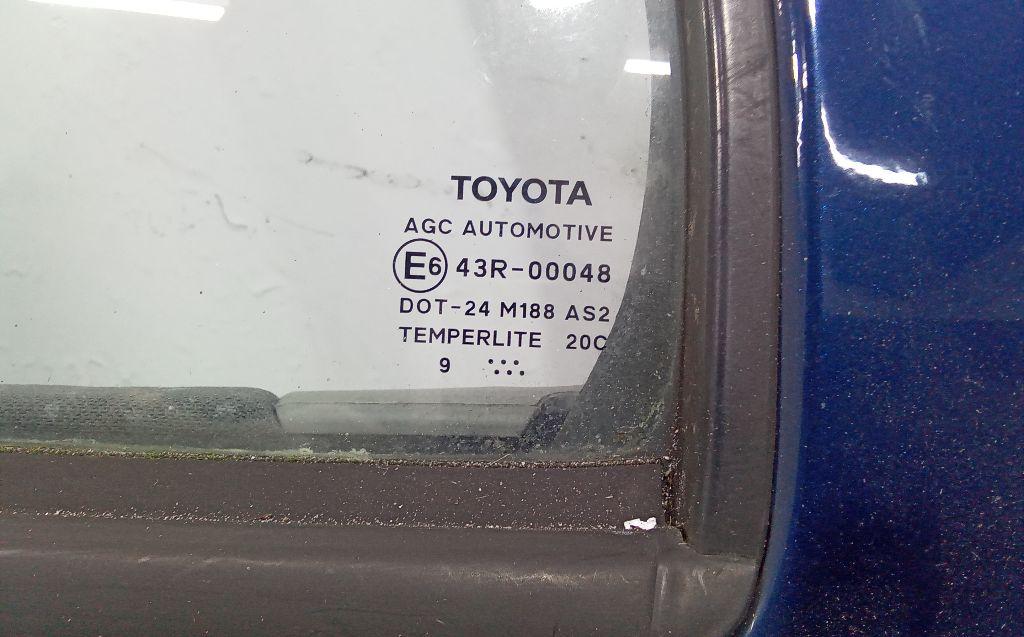 TOYOTA
AGC AUTOMOTIVE
E6 43R-00048
DOT-24 M188 AS2
TEMPERLITE 20C
9